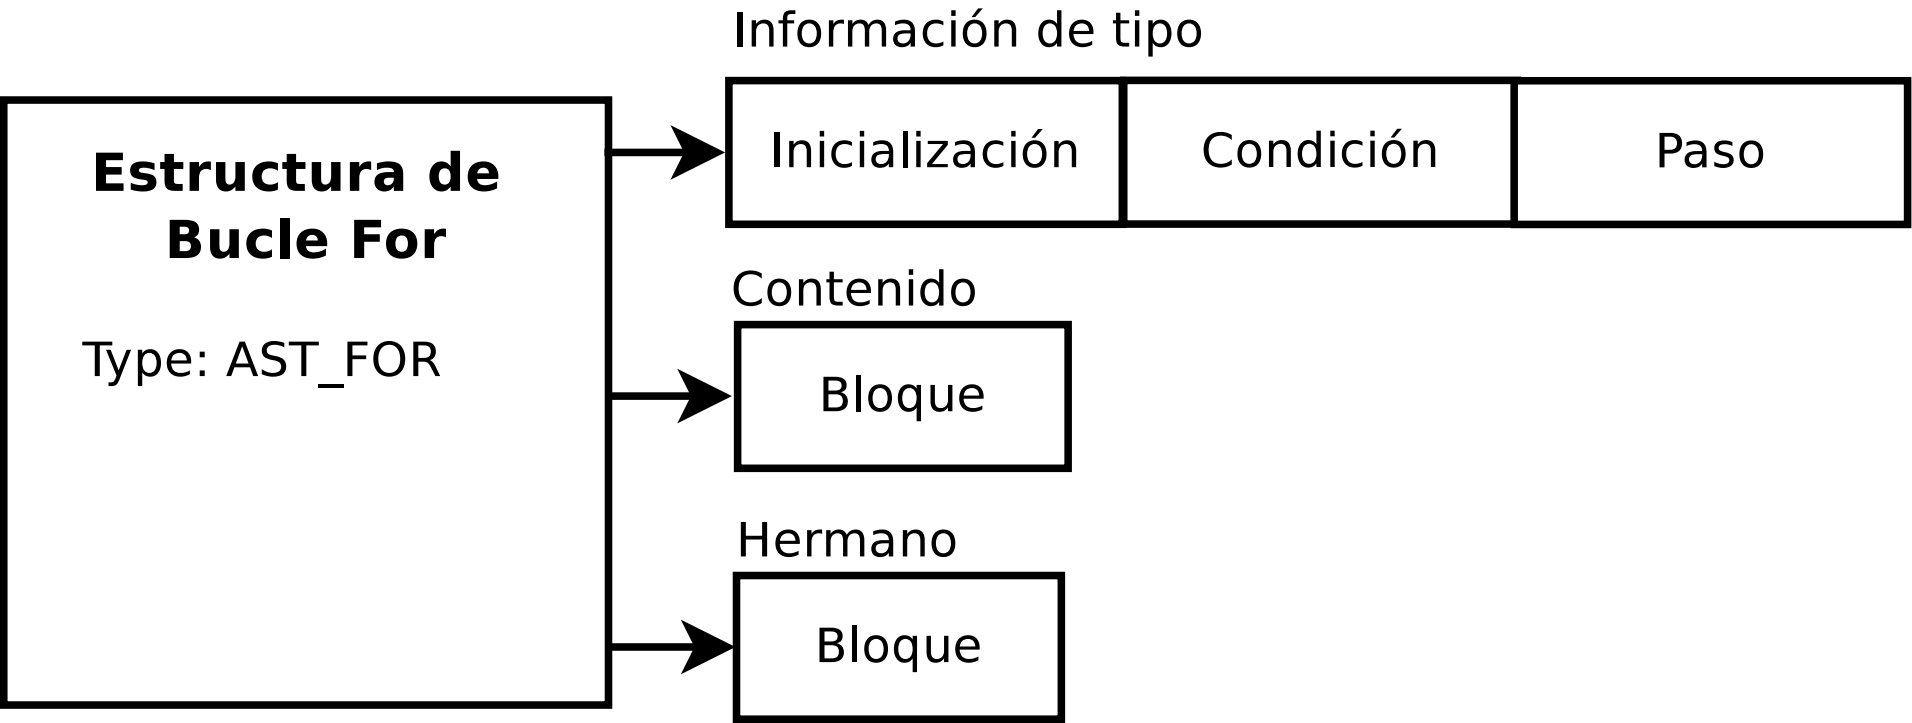 Información de tipo
Estructura de
Bucle For
Type: AST_FOR
Inicialización
Condición
Paso
Contenido
Bloque
Hermano
Bloque